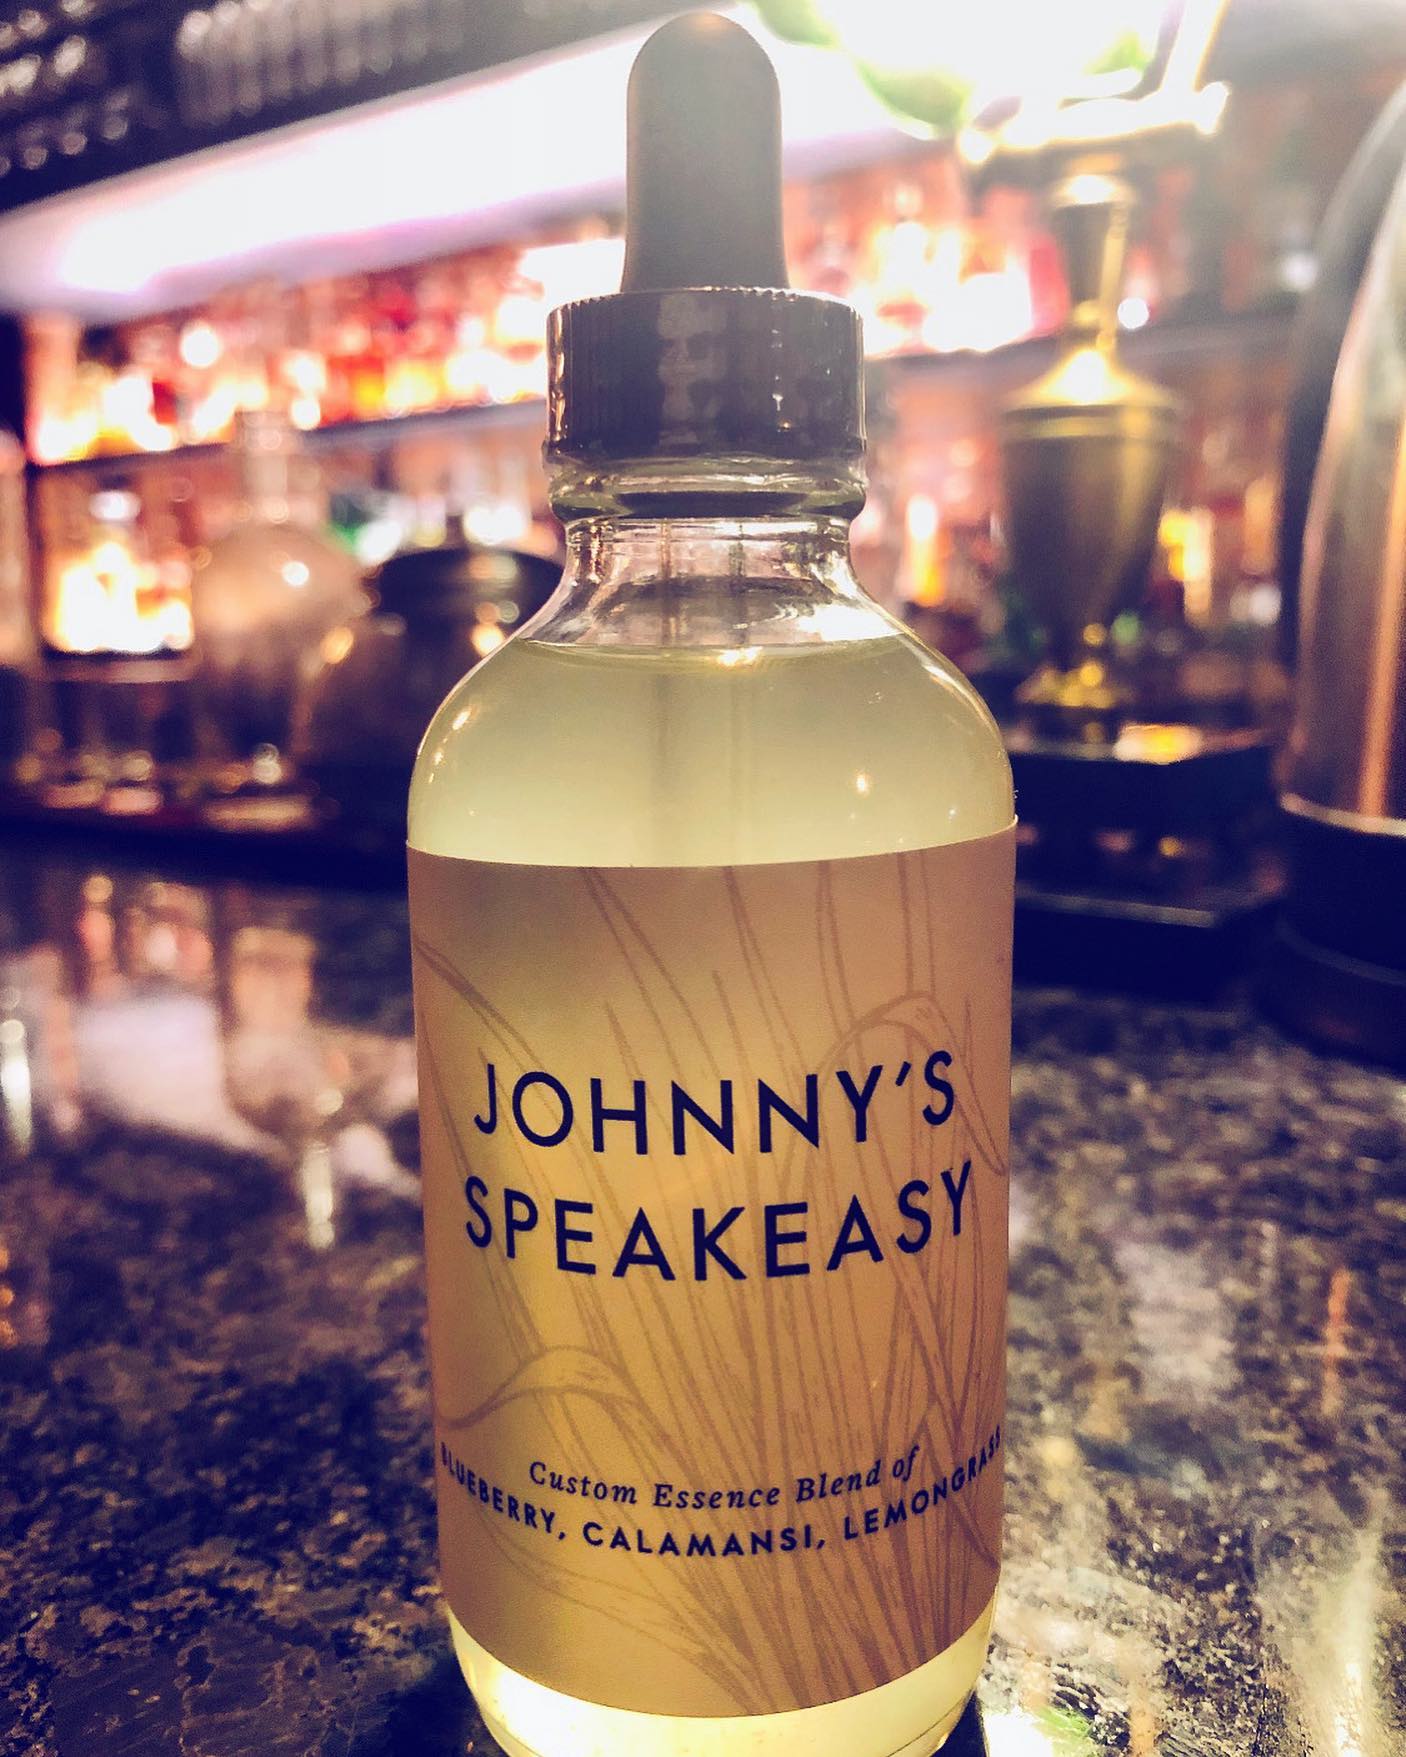 JOHNNY'S
SPEAKEASY
Custom Essence Blend of
BLUEBERRY, CALAMANSI, LEMONGRASS